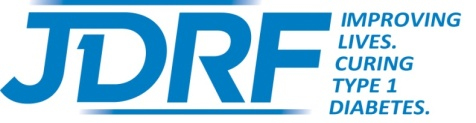 JDRF
IMPROVING
LIVES.
CURING
TYPE 1
DIABETES.